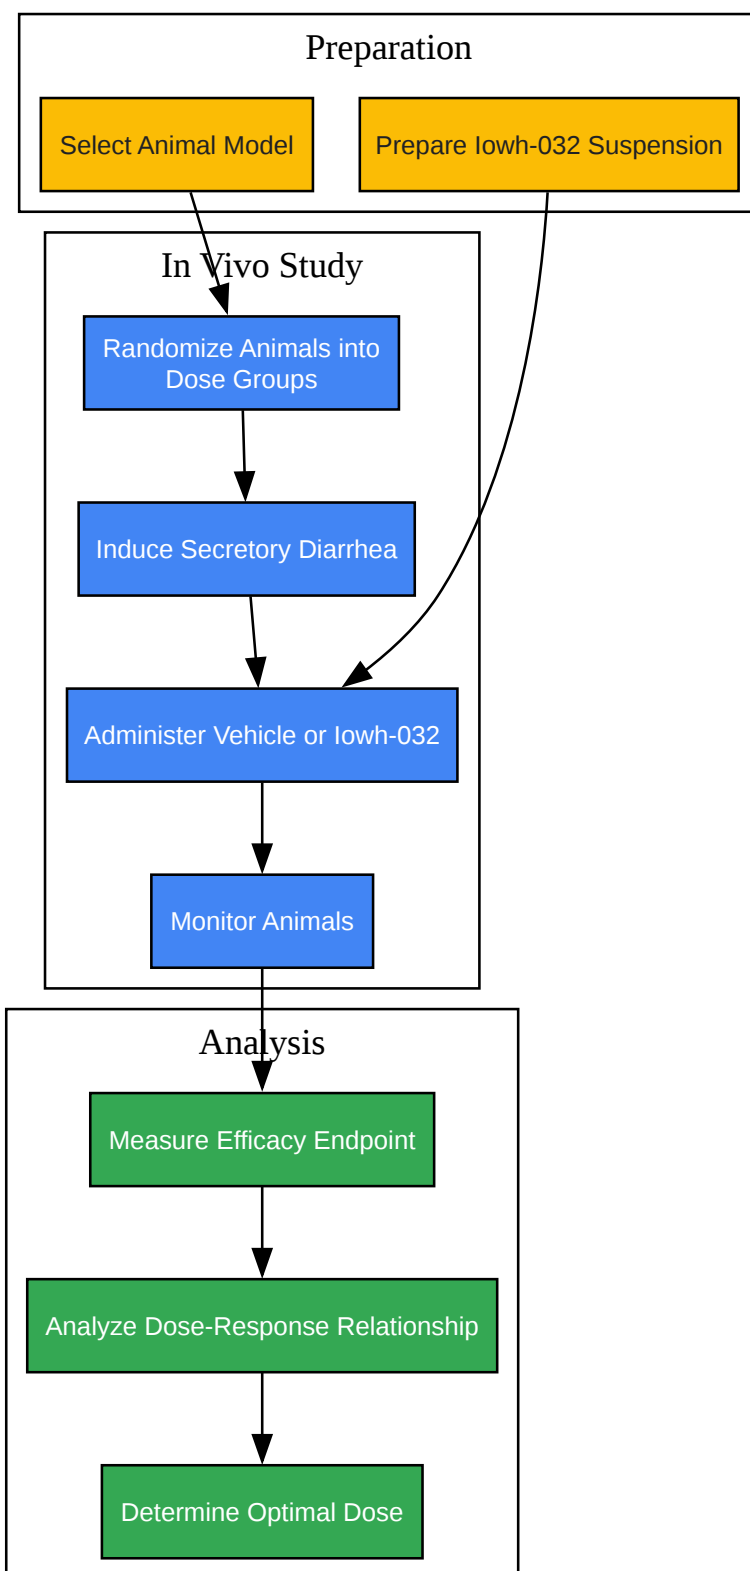 Preparation
Select Animal Model
Prepare Iowh-032 Suspension
In Vivo Study
Randomize Animals into
Dose Groups
Induce Secretory Diarrhea
Administer Vehicle or Iowh-032
Monitor Animals
Analysis
Measure Efficacy Endpoint
Analyze Dose-Response Relationship
Determine Optimal Dose